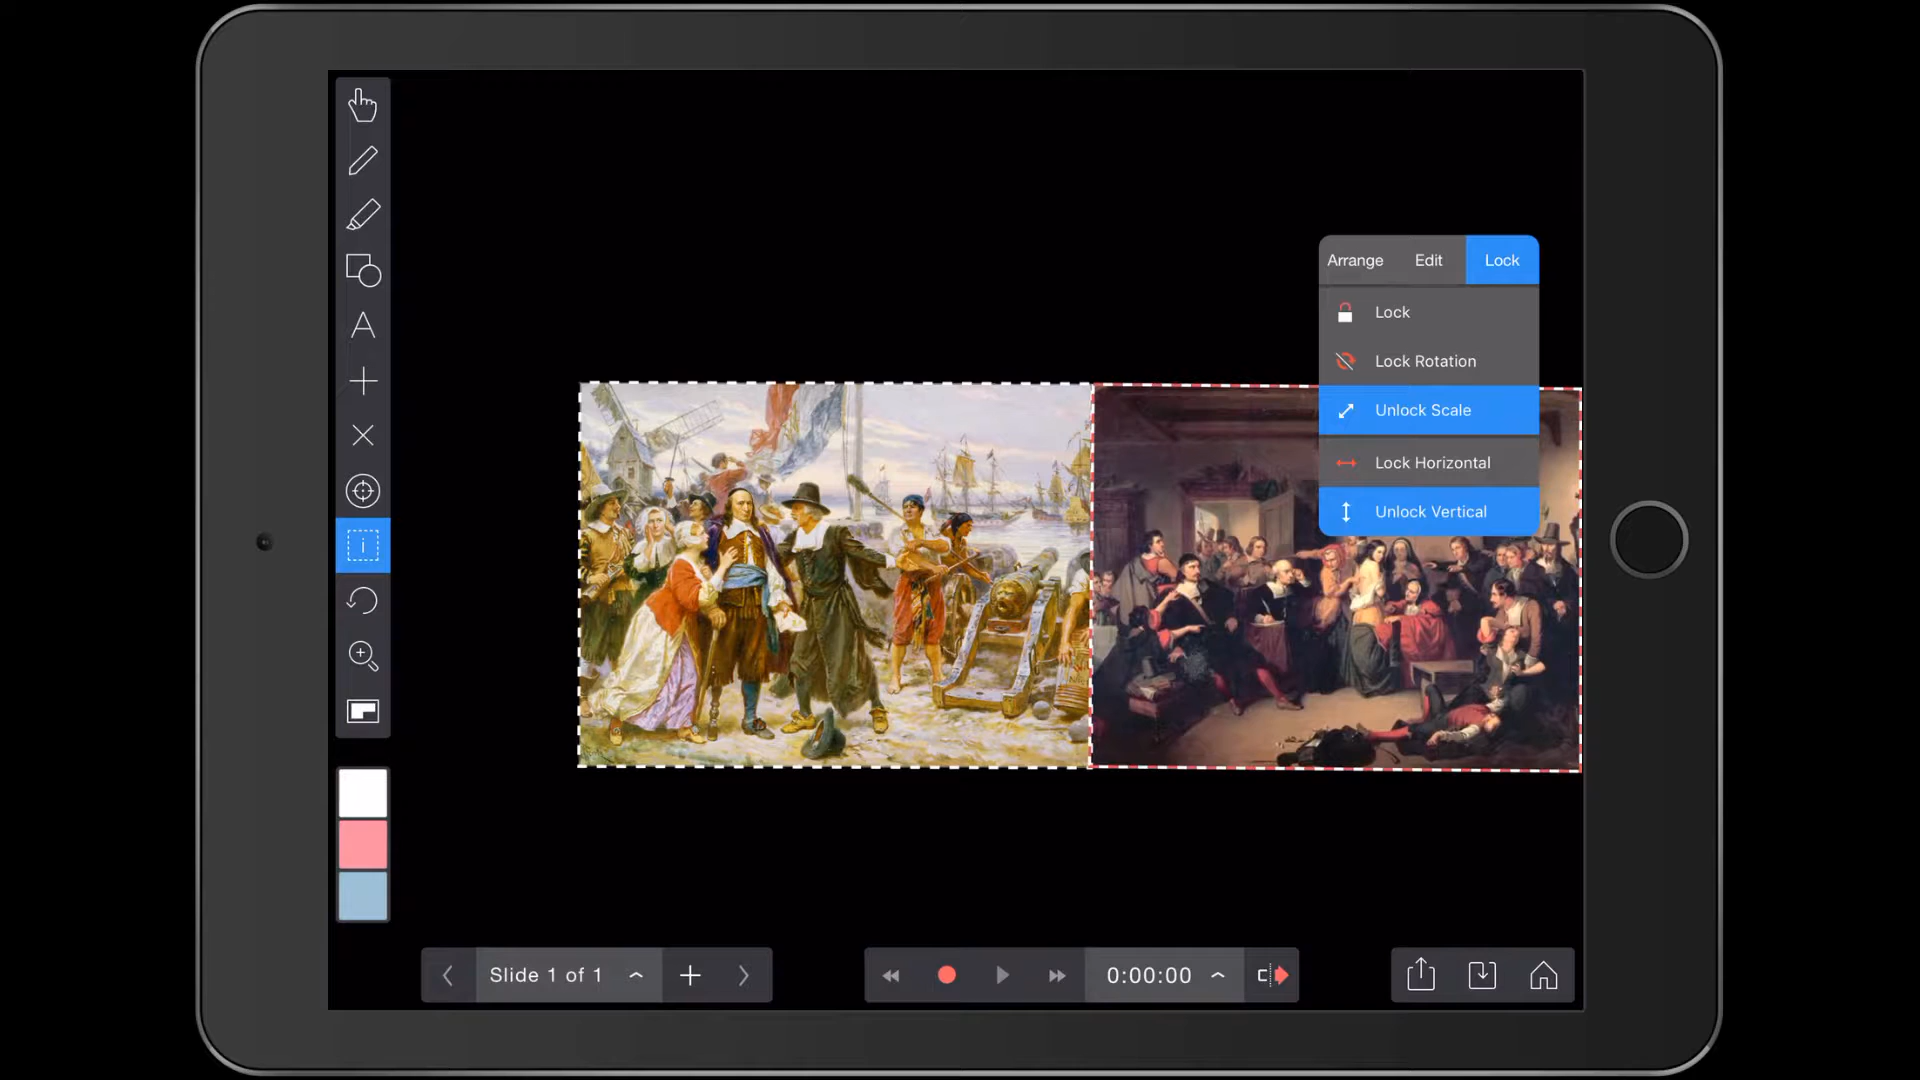 Arrange Edit Lock
Lock
Lock Rotation
Unlock Scale
Lock Horizontal
Unlock Vertical
Slide 1 of 1
0:00:00